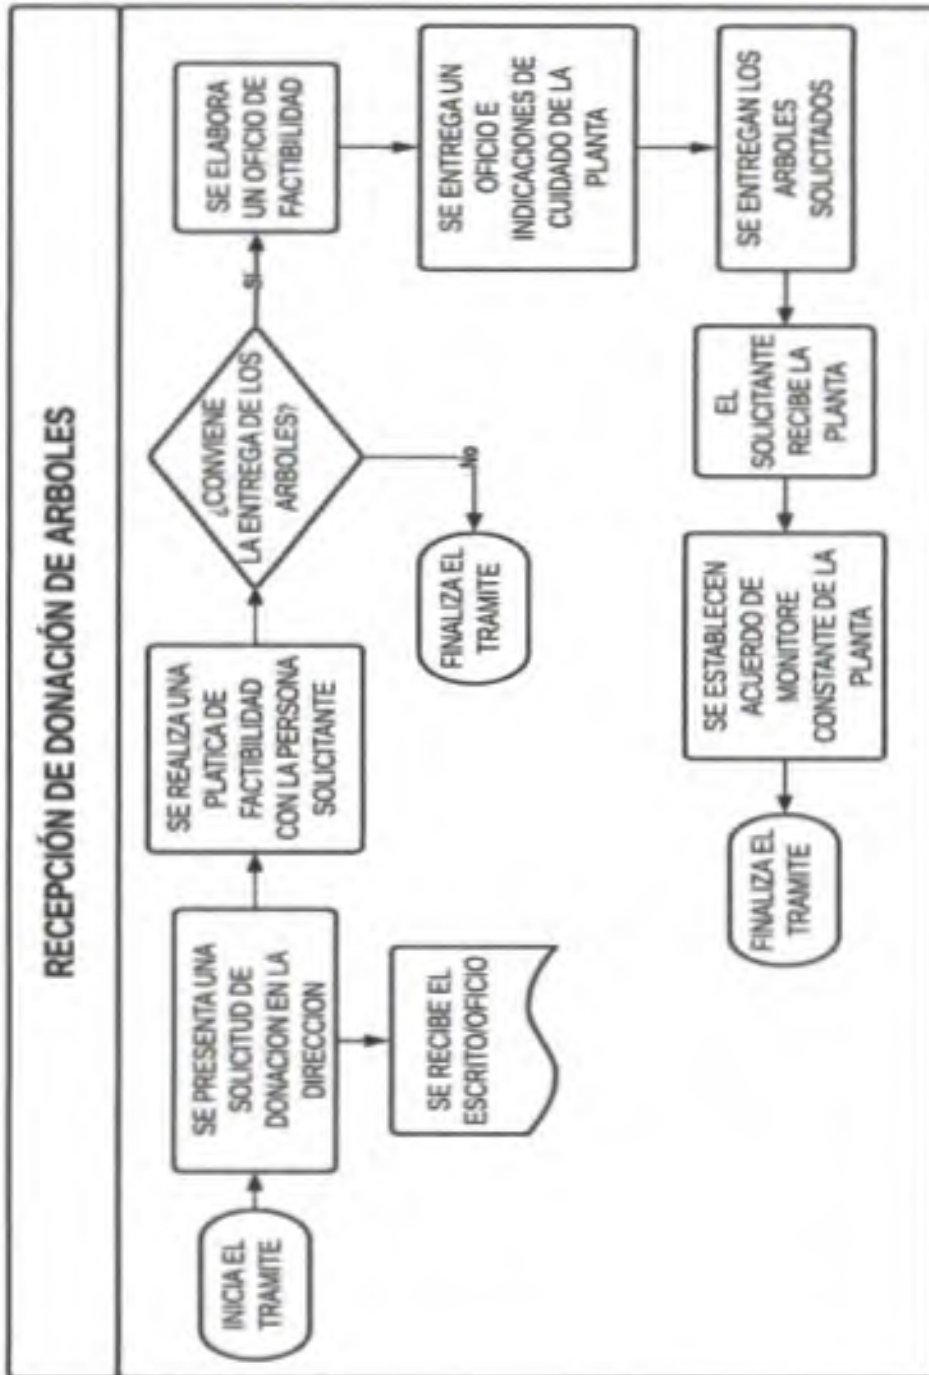 RECEPCIÓN DE DONACIÓN DE ARBOLES
INICIA EL
TRAMITE
SE PRESENTA UNA
SOLICITUD DE
DONACION EN LA
DIRECCION
SE RECIBE EL
ESCRITO/OFICIO
SE REALIZA UNA
PLATICA DE
FACTIBILIDAD
CON LA PERSONA
SOLICITANTE
¿CONVIENE
LA ENTREGA DE LOS
ARBOLES?
No
FINALIZA EL
TRAMITE
Sí
SE ELABORA
UN OFICIO DE
FACTIBILIDAD
SE ENTREGA UN
OFICIO E
INDICACIONES DE
CUIDADO DE LA
PLANTA
SE ENTREGAN LOS
ARBOLES
SOLICITADOS
EL
SOLICITANTE
RECIBE LA
PLANTA
SE ESTABLECEN
ACUERDO DE
MONITORE
CONSTANTE DE LA
PLANTA
FINALIZA EL
TRAMITE